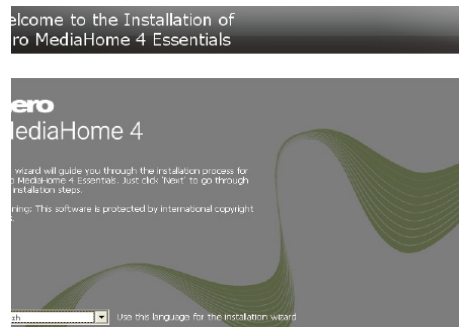 elcome to the Installation of
ro MediaHome 4 Essentials
ero
MediaHome 4
wizard will guide you through the installation process for
o MediaHome 4 Essentials. Just click 'Next' to go through
installation steps.
ning: This software is protected by international copyright
sh
Use this language for the installation wizard